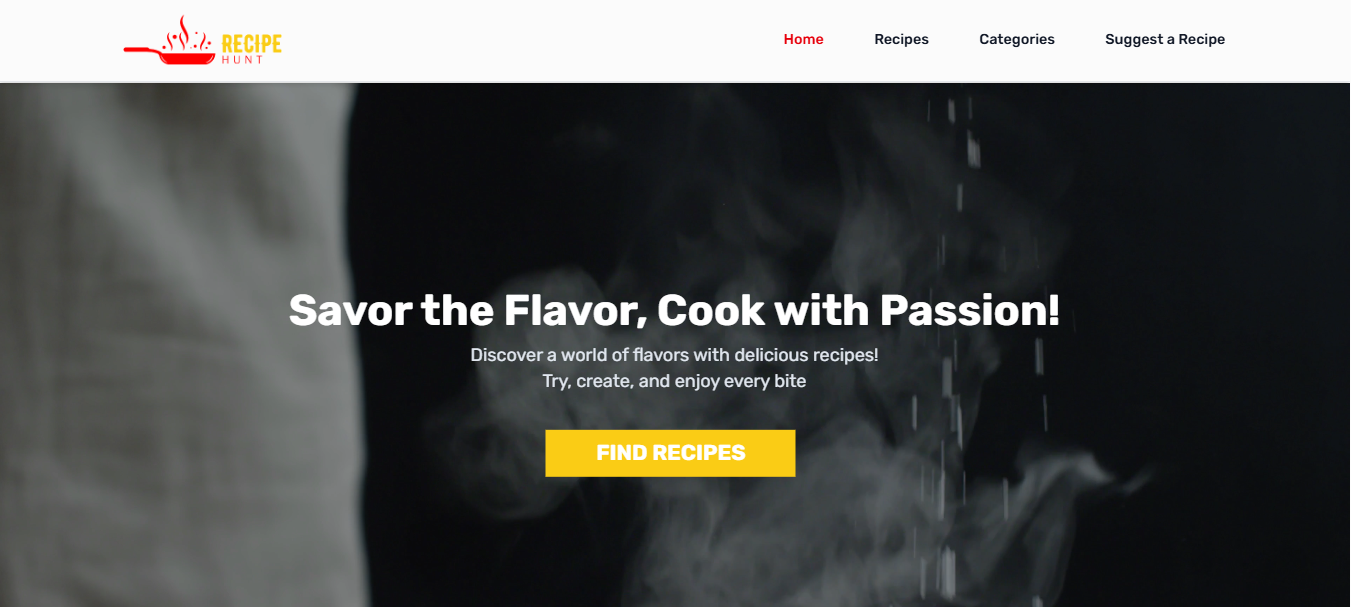 RECIPE
HUNT
Home
Recipes
Categories
Suggest a Recipe
Savor the Flavor, Cook with Passion!
Discover a world of flavors with delicious recipes!
Try, create, and enjoy every bite
FIND RECIPES